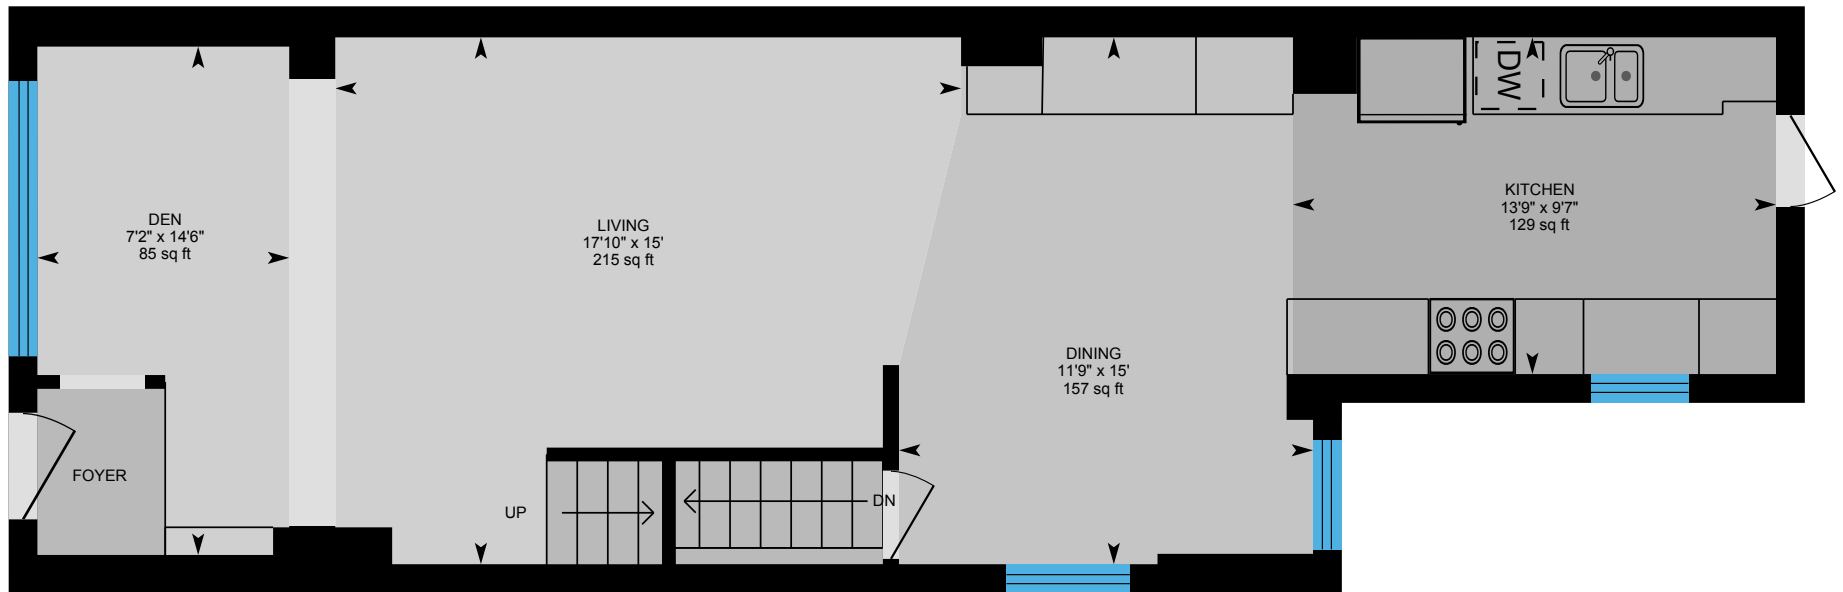 DEN
7'2" x 14'6"
85 sq ft
FOYER
LIVING
17'10" x 15'
215 sq ft
UP
DN
DINING
11'9" x 15'
157 sq ft
DW
KITCHEN
13'9" x 9'7"
129 sq ft